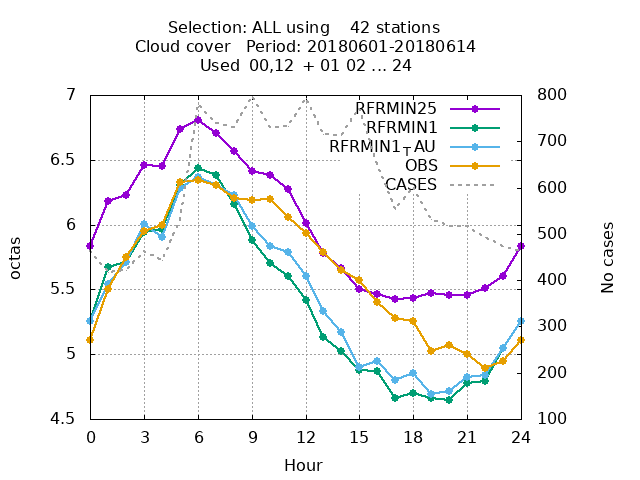 Selection: ALL using 42 stations
Cloud cover Period: 20180601-20180614
Used 00,12 + 01 02 ... 24
7 800
RFRMIN25
700
RFRMIN1
RFRMIN1┬AU
6.5 OBS
600
CASES
6 500
octas
No cases
5.5 400
300
5 200
4.5 100
0 3 6 9 12 15 18 21 24
Hour